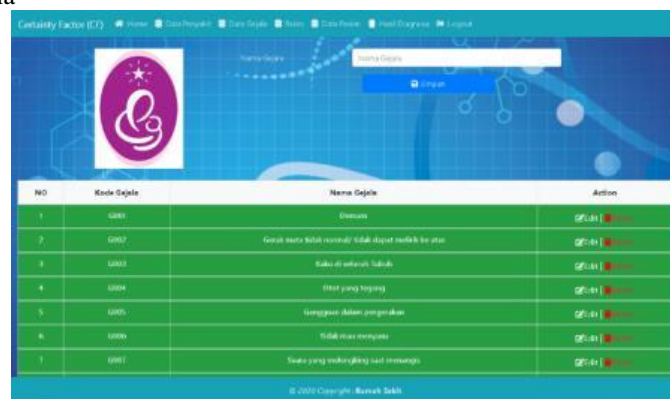 Certainty Factor (CF) Home Data Penyakit Data Gejala Rules Data Pasien Hasil Diagnosa Logout
Nama Gejala Nama Gejala
Simpan
NO Kode Gejala Nama Gejala Action
1 G001 Demam Edit |
2 G002 Gerak mata tidak normal/ tidak dapat melirik ke atas Edit |
3 G003 Kaku di seluruh Tubuh Edit |
4 G004 Otot yang tegang Edit |
5 G005 Gangguan dalam pergerakan Edit |
6 G006 Tidak mau menyusu Edit |
7 G007 Suara yang melengking saat menangis Edit |
© 2020 Copyright: Rumah Sakit